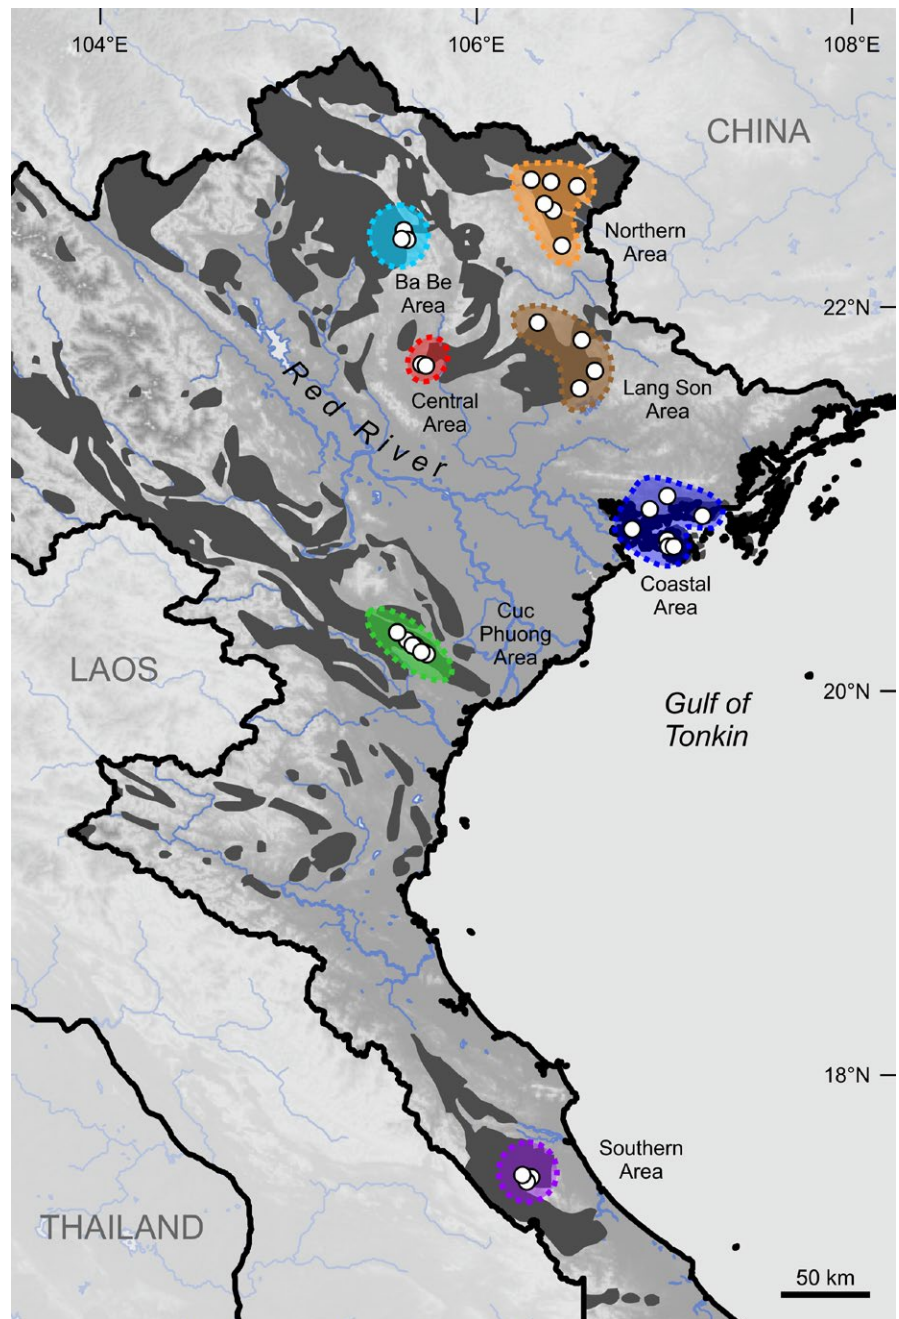 104°E
106°E
108°E
CHINA
Northern
Area
Ba Be
Area
22°N
Central
Area
Lang Son
Area
Red River
Coastal
Area
Cuc
Phuong
Area
LAOS
20°N
Gulf of
Tonkin
18°N
Southern
Area
THAILAND
50 km